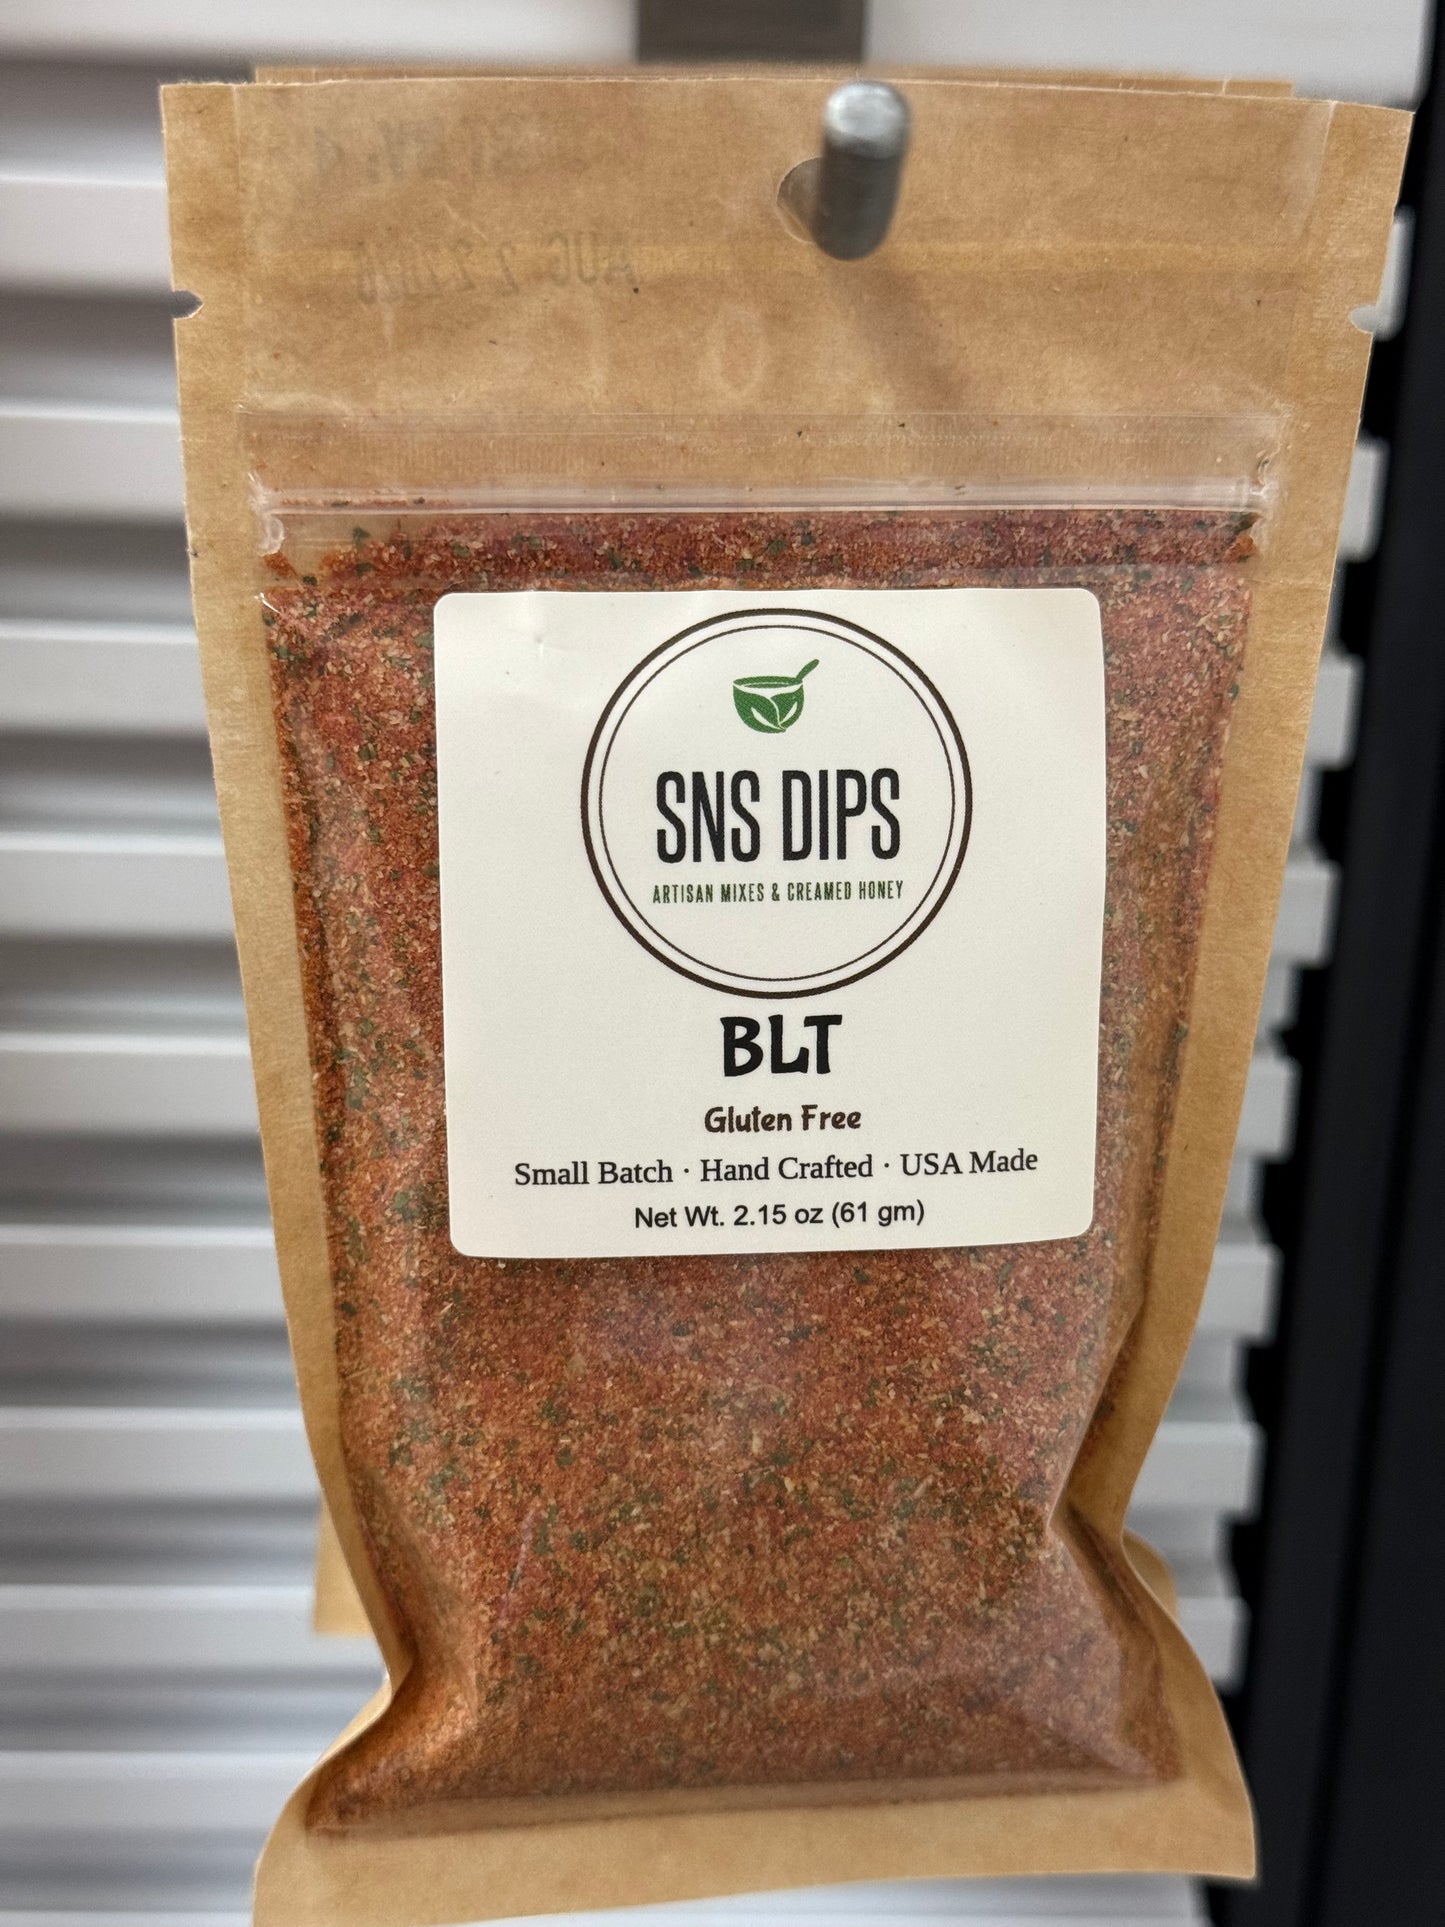 SNS DIPS
ARTISAN MIXES & CREAMED HONEY
BLT
Gluten Free
Small Batch · Hand Crafted · USA Made
Net Wt. 2.15 oz (61 gm)